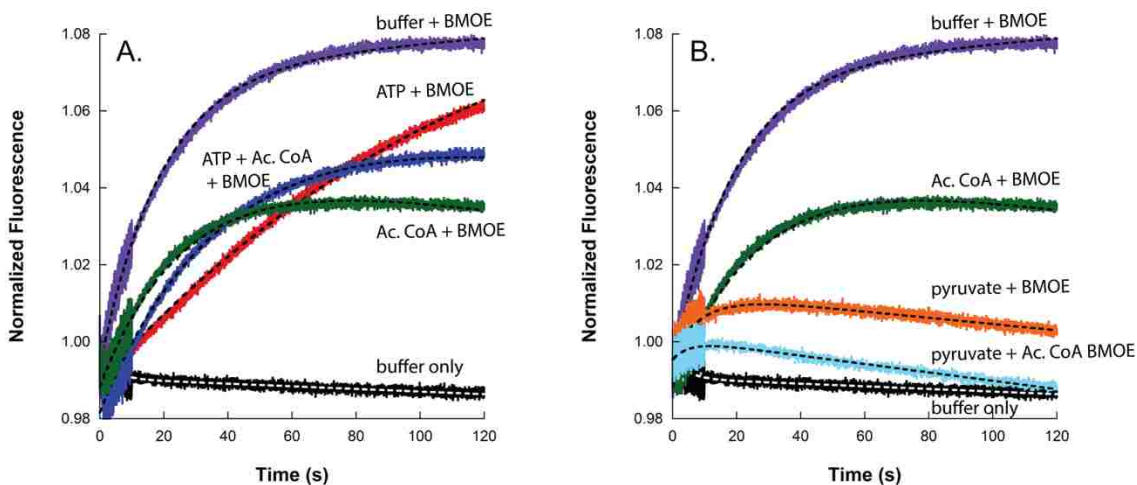 A.
buffer + BMOE
ATP + BMOE
ATP + Ac. CoA
+ BMOE
Ac. CoA + BMOE
buffer only
Normalized Fluorescence
1.08
1.06
1.04
1.02
1.00
0.98
0 20 40 60 80 100 120
Time (s)
B.
buffer + BMOE
Ac. CoA + BMOE
pyruvate + BMOE
pyruvate + Ac. CoA BMOE
buffer only
Normalized Fluorescence
1.08
1.06
1.04
1.02
1.00
0.98
0 20 40 60 80 100 120
Time (s)